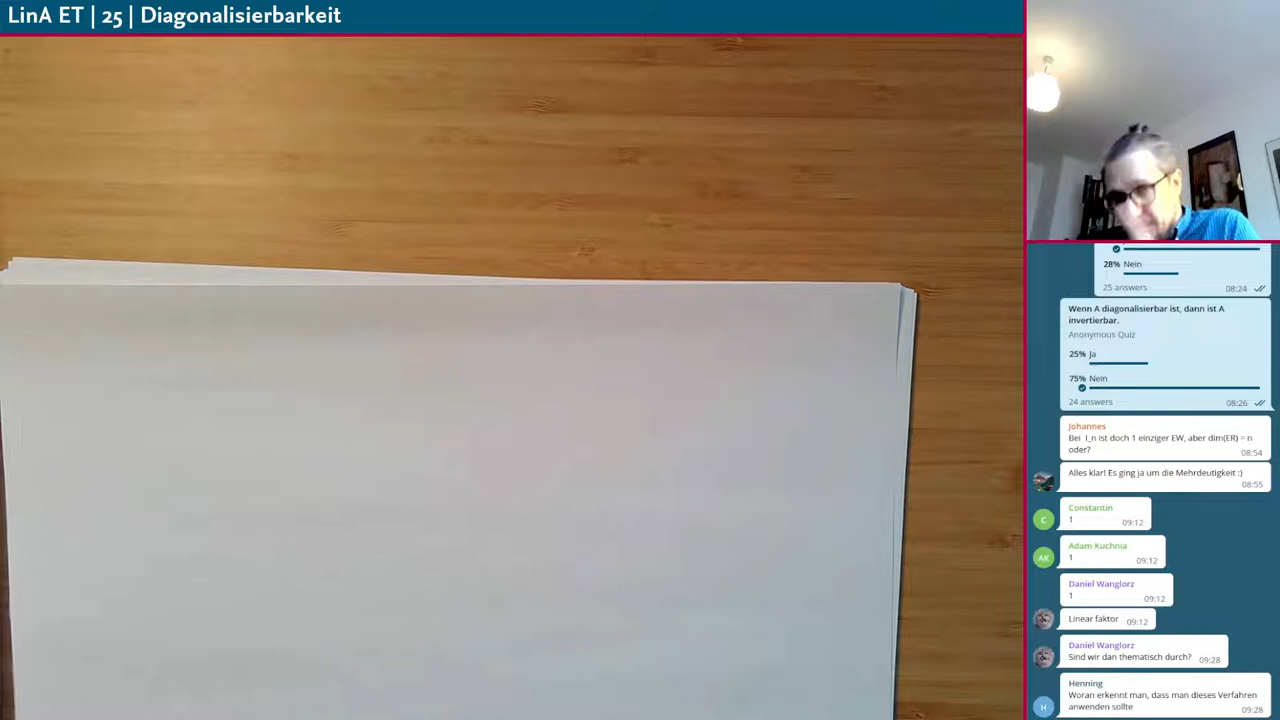 LinA ET | 25 | Diagonalisierbarkeit
28% Nein
25 answers 08:24
Wenn A diagonalisierbar ist, dann ist A
invertierbar.
Anonymous Quiz
25% Ja
75% Nein
24 answers 08:26
Johannes
Bei I_n ist doch 1 einziger EW, aber dim(ER) = n
oder? 08:54
Alles klar! Es ging ja um die Mehrdeutigkeit :)
08:55
Constantin
C 1 09:12
Adam Kuchnia
AK 1 09:12
Daniel Wanglorz
1 09:12
Linear faktor 09:12
Daniel Wanglorz
Sind wir dan thematisch durch? 09:28
Henning
Woran erkennt man, dass man dieses Verfahren
H anwenden sollte 09:28